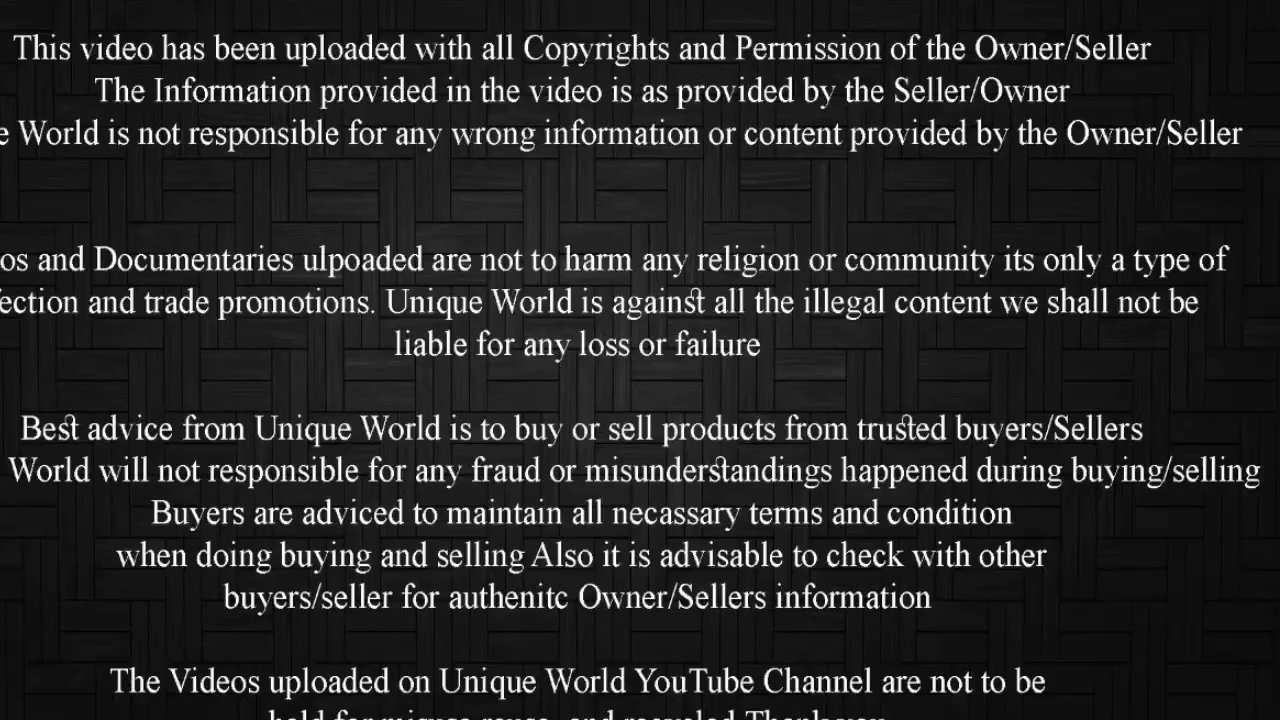 This video has been uploaded with all Copyrights and Permission of the Owner/Seller
The Information provided in the video is as provided by the Seller/Owner
World is not responsible for any wrong information or content provided by the Owner/Seller
and Documentaries ulpoaded are not to harm any religion or community its only a type of
and trade promotions. Unique World is against all the illegal content we shall not be
liable for any loss or failure
Best advice from Unique World is to buy or sell products from trusted buyers/Sellers
World will not responsible for any fraud or misunderstandings happened during buying/selling
Buyers are adviced to maintain all necassary terms and condition
when doing buying and selling Also it is advisable to check with other
buyers/seller for authenitc Owner/Sellers information
The Videos uploaded on Unique World YouTube Channel are not to be